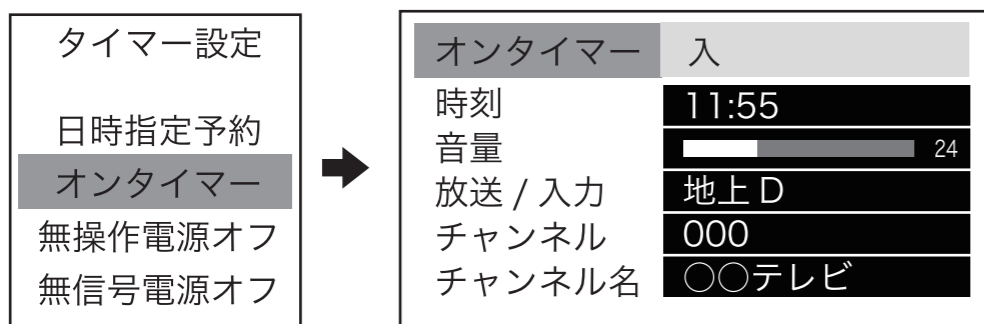 タイマー設定
日時指定予約
オンタイマー
無操作電源オフ
無信号電源オフ
オンタイマー 入
時刻 11:55
音量 24
放送 / 入力 地上 D
チャンネル 000
チャンネル名 ○○テレビ